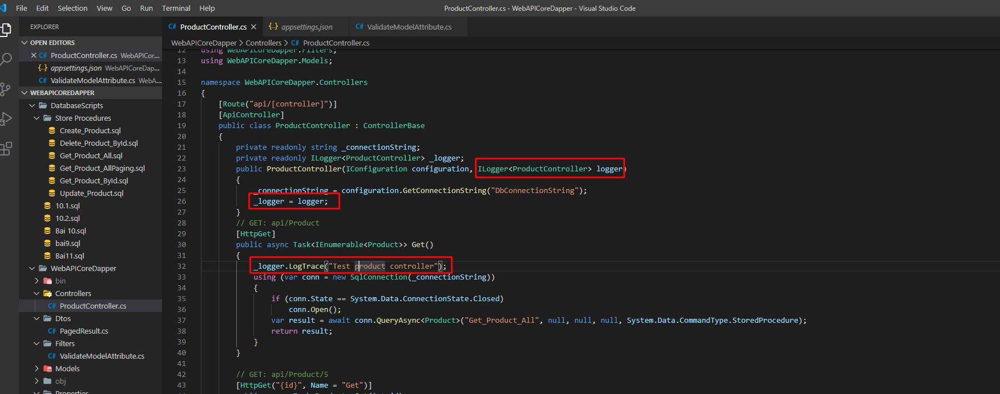 File Edit Selection View Go Run Terminal Help
ProductController.cs - WebAPICoreDapper - Visual Studio Code
EXPLORER
OPEN EDITORS
ProductController.cs WebAPICor...
appsettings.json WebAPICoreDap...
ValidateModelAttribute.cs WebA...
WEBAPICOREDAPPER
DatabaseScripts
Store Procedures
Create_Product.sql
Delete_Product_ById.sql
Get_Product_All.sql
Get_Product_AllPaging.sql
Get_Product_ById.sql
Update_Product.sql
10.1.sql
10.2.sql
Bai 10.sql
bai9.sql
Bai11.sql
WebAPICoreDapper
bin
Controllers
ProductController.cs
Dtos
PagedResult.cs
Filters
ValidateModelAttribute.cs
Models
obj
Properties
ProductController.cs
appsettings.json
ValidateModelAttribute.cs
WebAPICoreDapper > Controllers > ProductController.cs
12 using WebAPICoreDapper.Filters;
13 using WebAPICoreDapper.Models;
14
15 namespace WebAPICoreDapper.Controllers
16 {
17 [Route("api/[controller]")]
18 [ApiController]
19 public class ProductController : ControllerBase
20 {
21 private readonly string _connectionString;
22 private readonly ILogger<ProductController> _logger;
23 public ProductController(IConfiguration configuration, ILogger<ProductController> logger)
24 {
25 _connectionString = configuration.GetConnectionString("DbConnectionString");
26 _logger = logger;
27 }
28 // GET: api/Product
29 [HttpGet]
30 public async Task<IEnumerable<Product>> Get()
31 {
32 _logger.LogTrace("Test product controller");
33 using (var conn = new SqlConnection(_connectionString))
34 {
35 if (conn.State == System.Data.ConnectionState.Closed)
36 conn.Open();
37 var result = await conn.QueryAsync<Product>("Get_Product_All", null, null, null, System.Data.CommandType.StoredProcedure);
38 return result;
39 }
40 }
41
42 // GET: api/Product/5
43 [HttpGet("{id}", Name = "Get")]